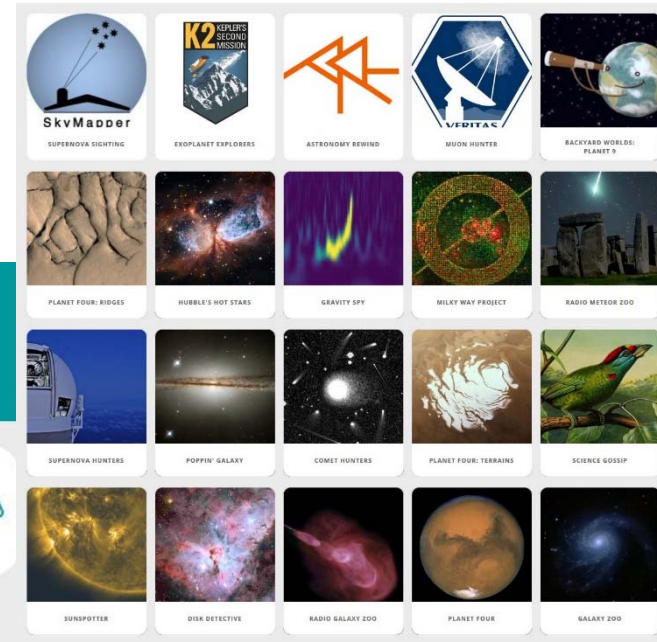 SkyMapper
SUPERNOVA SIGHTING
K2 KEPLER'S
SECOND
MISSION
EXOPLANET EXPLORERS
ASTRONOMY REWIND
VERITAS
MUON HUNTER
BACKYARD WORLDS:
PLANET 9
PLANET FOUR: RIDGES
HUBBLE'S HOT STARS
GRAVITY SPY
MILKY WAY PROJECT
RADIO METEOR ZOO
SUPERNOVA HUNTERS
POPPIN' GALAXY
COMET HUNTERS
PLANET FOUR: TERRAINS
SCIENCE GOSSIP
SUNSPOTTER
DISK DETECTIVE
RADIO GALAXY ZOO
PLANET FOUR
GALAXY ZOO